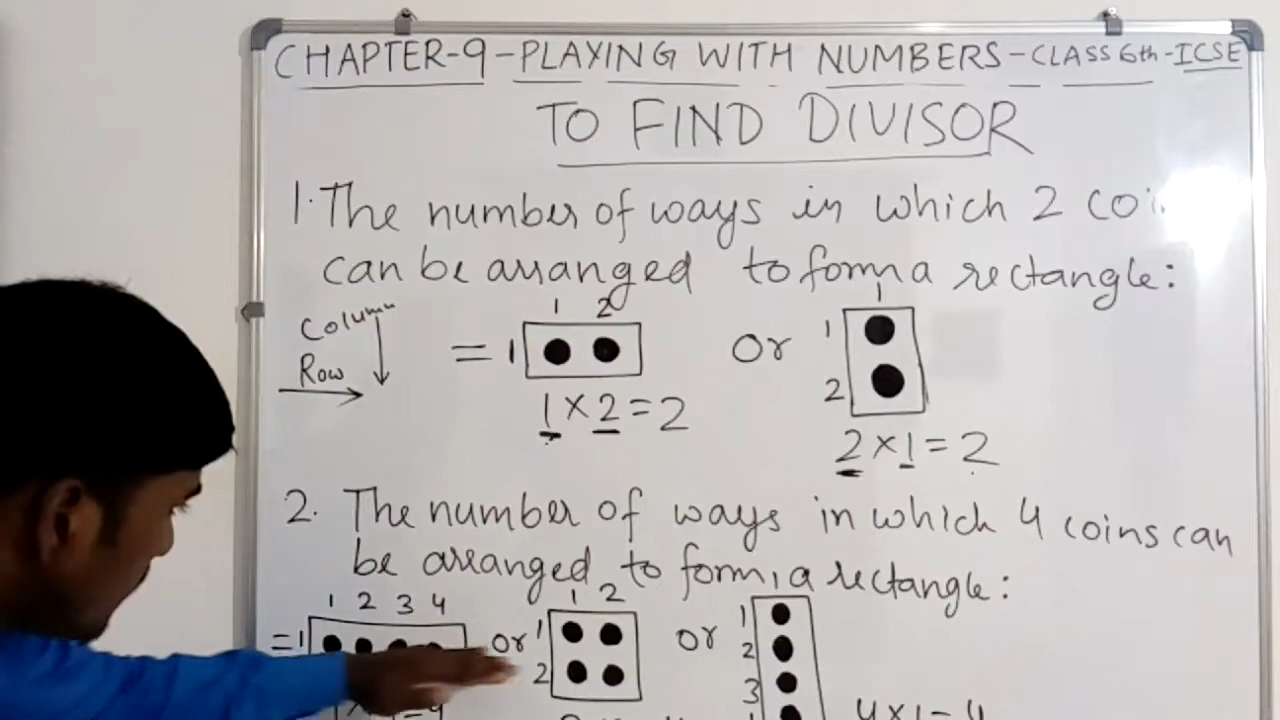 CHAPTER-9-PLAYING WITH NUMBERS-CLASS 6th-ICSE
TO FIND DIVISOR
1. The number of ways in which 2
can be arranged to form a rectangle:
Column
Row
1 2
= 1
or
1
1
2
1 × 2 = 2
2 × 1 = 2
2. The number of ways in which 4 coins can
be arranged to form a rectangle:
1 2 3 4
= 1
or
1 2
1
2
or
1
1
2
3
4 × 1 = 4